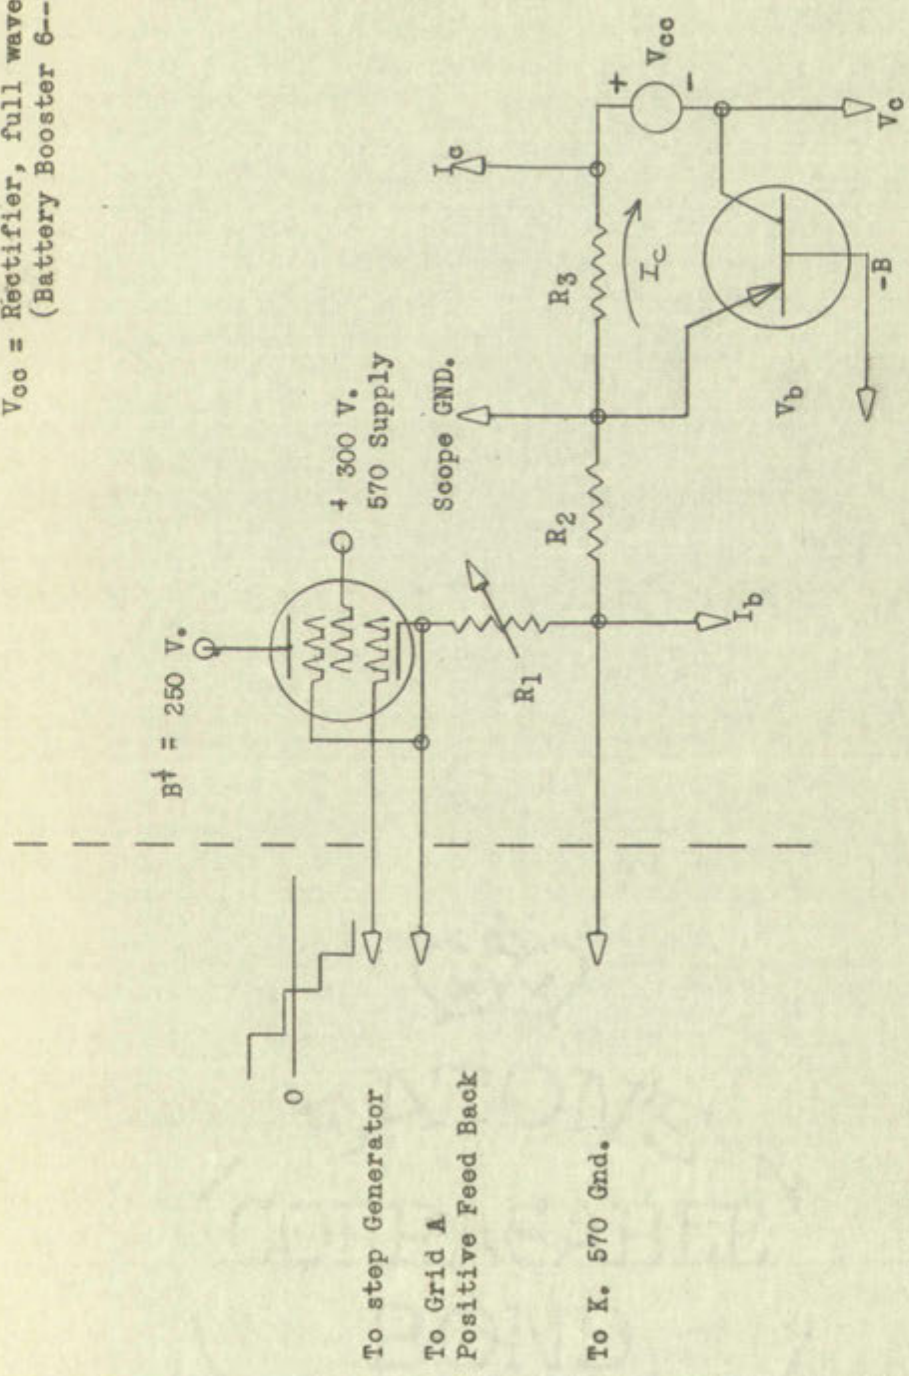 Vcc = Rectifier, full wave
(Battery Booster 6--
B+ = 250 V.
+ 300 V.
570 Supply
Scope GND.
Ic
Vcc
+
-
R3
Ic
R2
R1
Vb
-B
Vc
Ib
0
To step Generator
To Grid A
Positive Feed Back
To K. 570 Gnd.